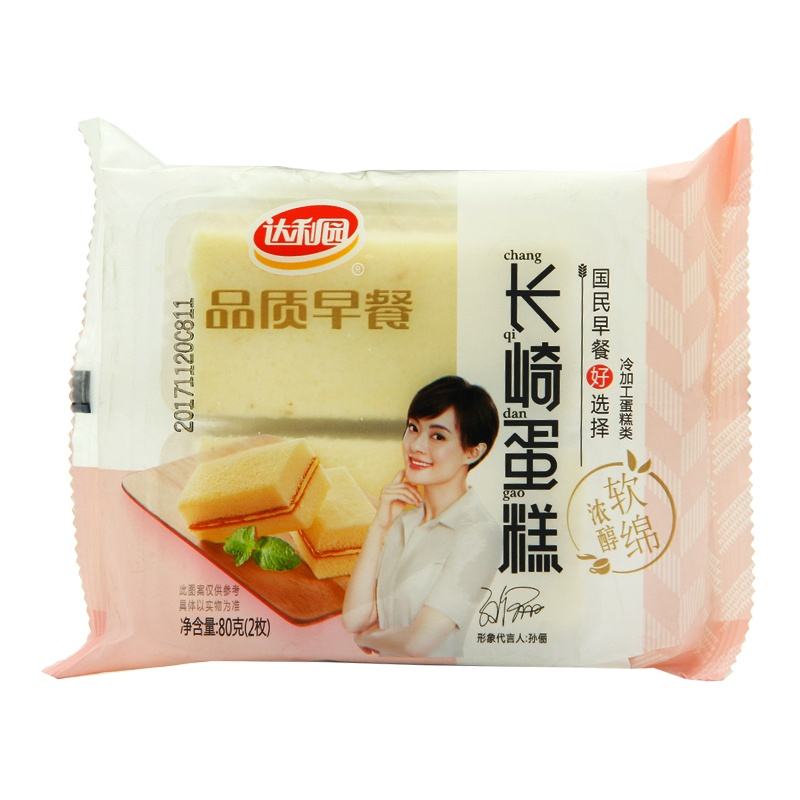 达利园
®
品质早餐
20171120C811
chang
qi
dan
gao
长崎蛋糕
国民早餐好选择
冷加工蛋糕类
浓醇
软绵
此图案仅供参考
具体以实物为准
净含量:80克(2枚)
形象代言人:孙俪